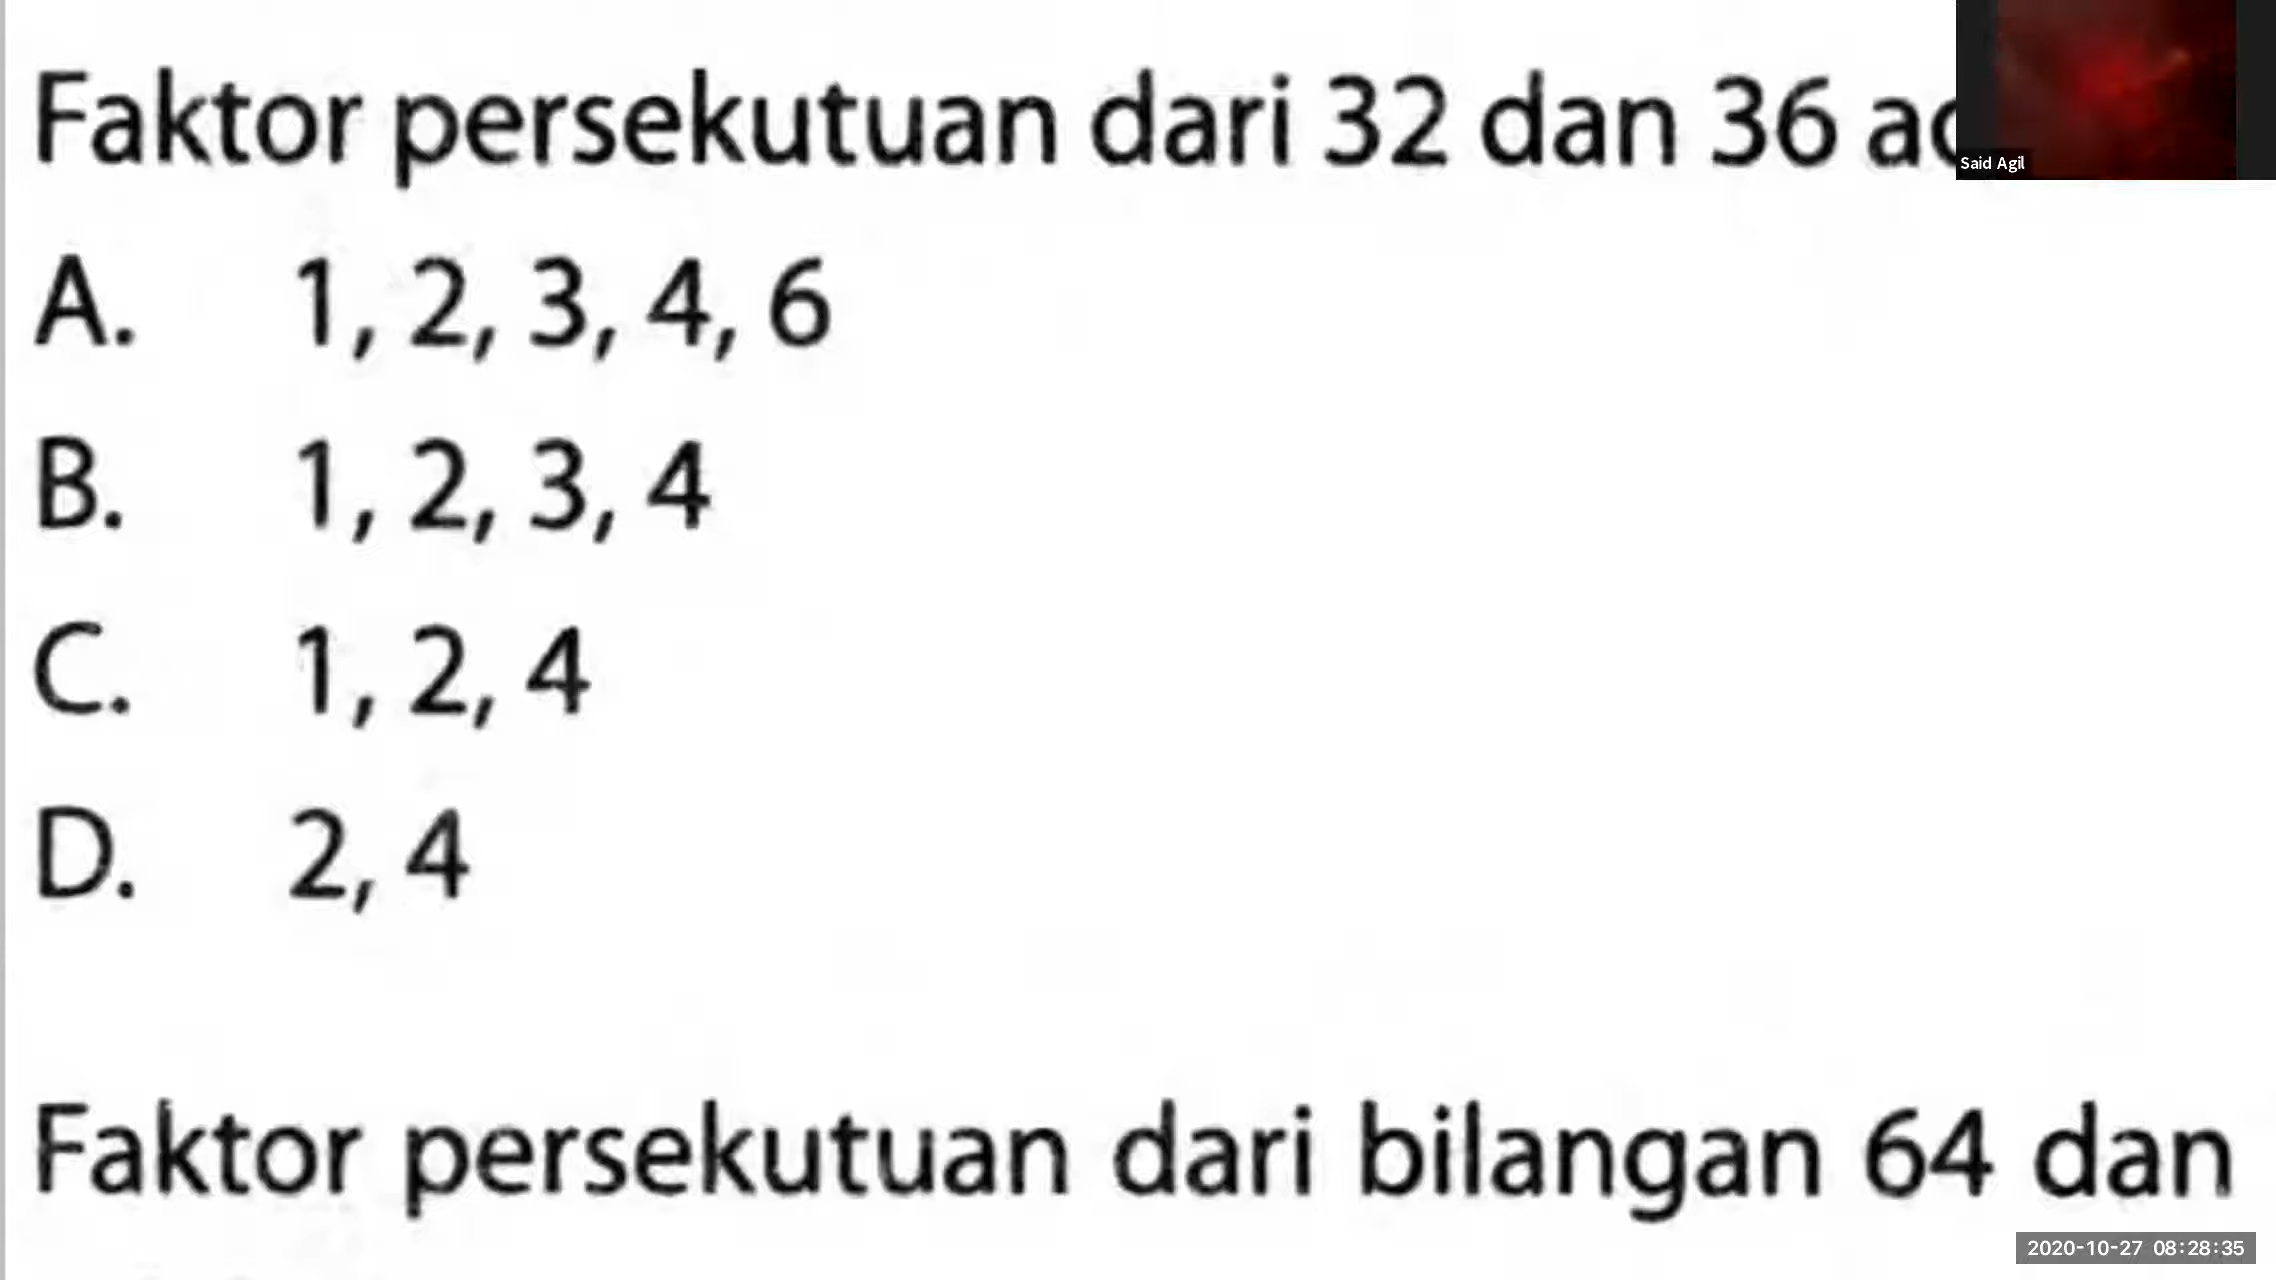 Faktor persekutuan dari 32 dan 36
Said Agil
A. 1, 2, 3, 4, 6
B. 1, 2, 3, 4
C. 1, 2, 4
D. 2, 4
Faktor persekutuan dari bilangan 64 dan
2020-10-27 08:28:35